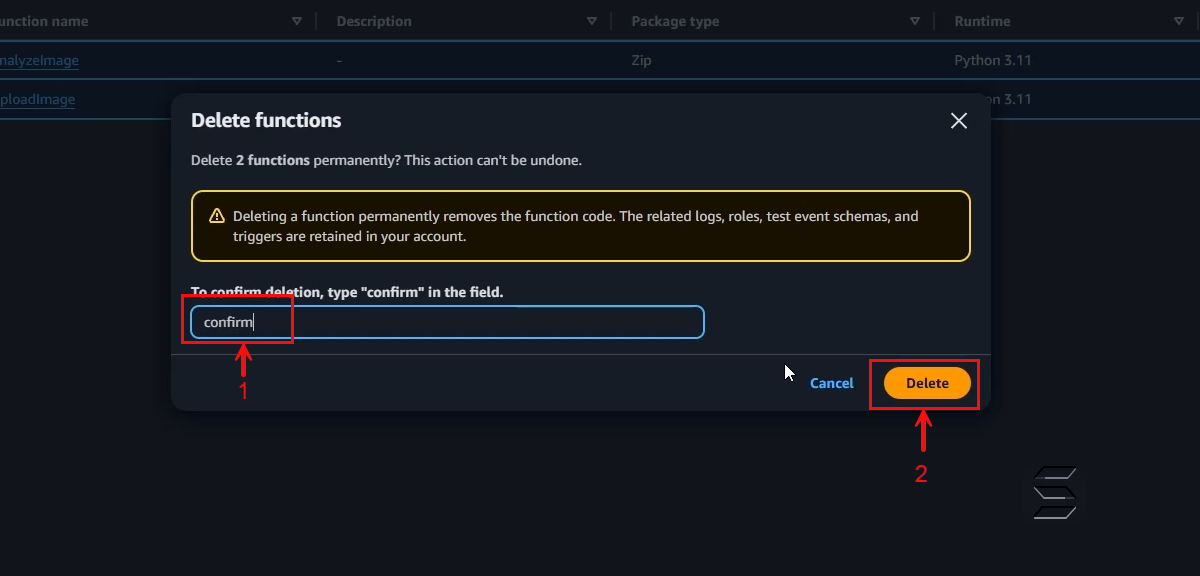 unction name Description Package type Runtime
nalyzeImage - Zip Python 3.11
ploadImage on 3.11
Delete functions
Delete 2 functions permanently? This action can't be undone.
Deleting a function permanently removes the function code. The related logs, roles, test event schemas, and
triggers are retained in your account.
To confirm deletion, type "confirm" in the field.
confirm
1
Cancel Delete
2